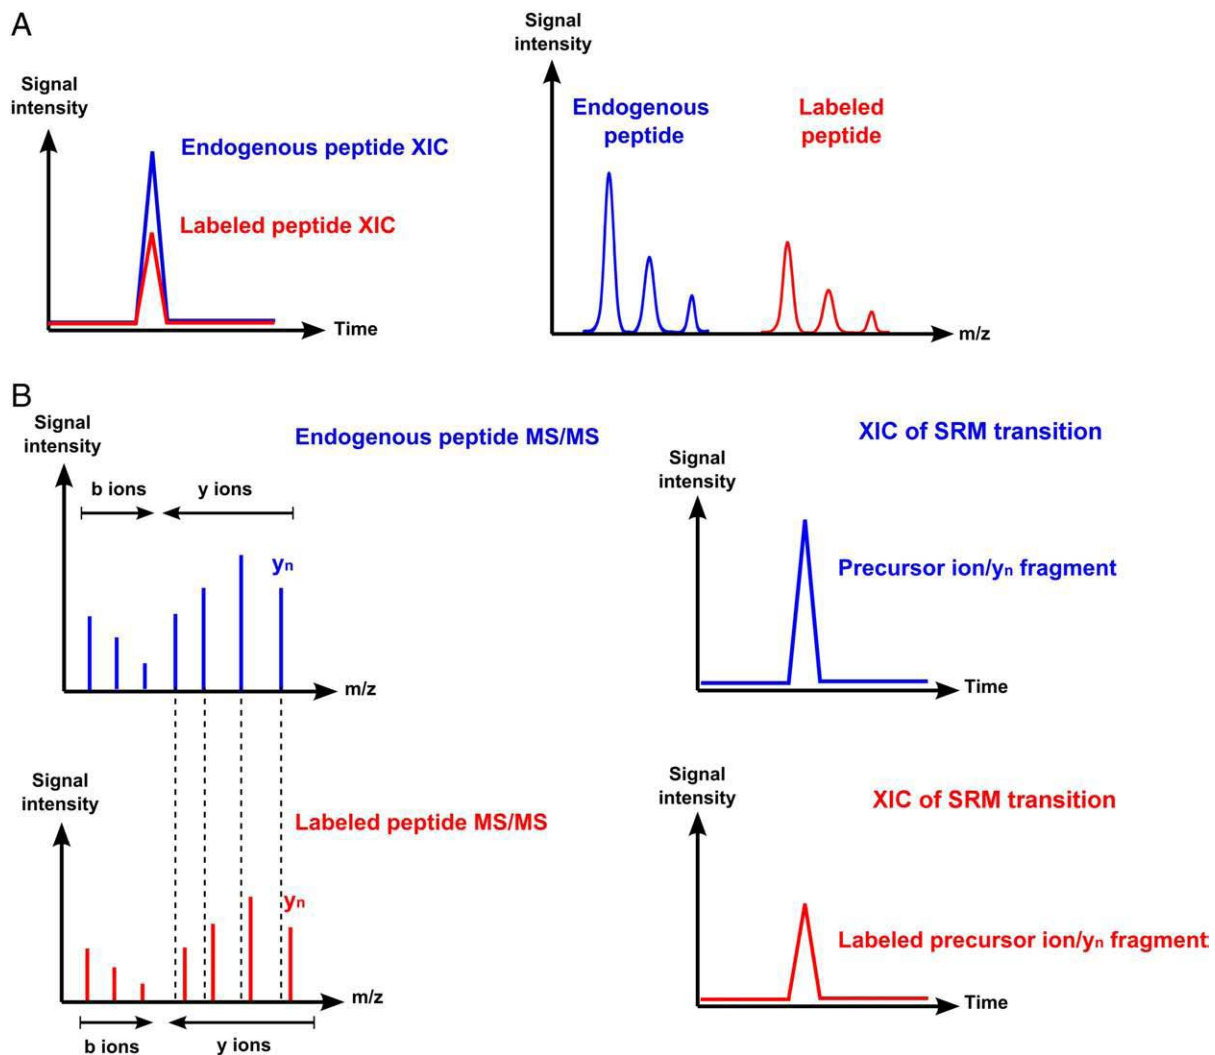 A
Signal
intensity
Endogenous peptide XIC
Labeled peptide XIC
Time
Signal
intensity
Endogenous
peptide
Labeled
peptide
m/z
B
Signal
intensity
Endogenous peptide MS/MS
b ions
y ions
yn
m/z
XIC of SRM transition
Signal
intensity
Precursor ion/yn fragment
Time
Signal
intensity
Labeled peptide MS/MS
yn
m/z
b ions
y ions
XIC of SRM transition
Signal
intensity
Labeled precursor ion/yn fragment
Time